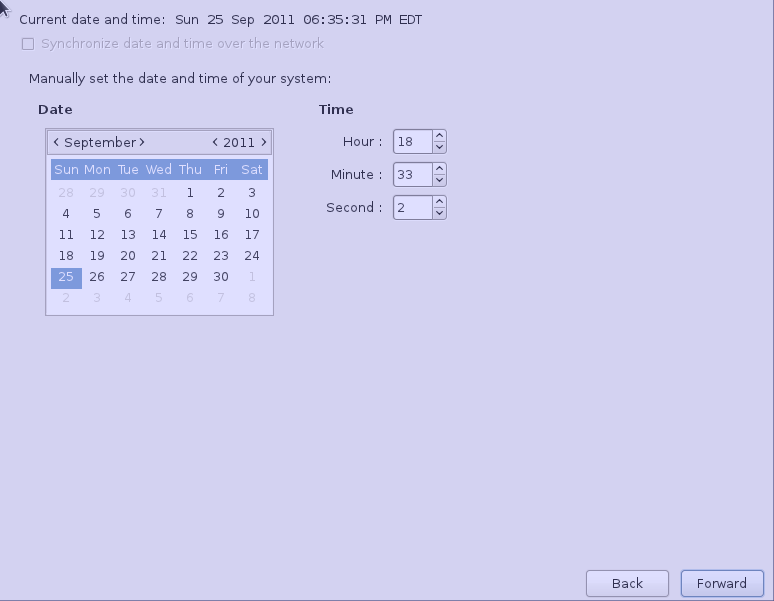 Current date and time: Sun 25 Sep 2011 06:35:31 PM EDT
Synchronize date and time over the network
Manually set the date and time of your system:
Date
Time
< September > < 2011 >
Sun Mon Tue Wed Thu Fri Sat
28 29 30 31 1 2 3
4 5 6 7 8 9 10
11 12 13 14 15 16 17
18 19 20 21 22 23 24
25 26 27 28 29 30 1
2 3 4 5 6 7 8
Hour : 18
Minute : 33
Second : 2
Back Forward